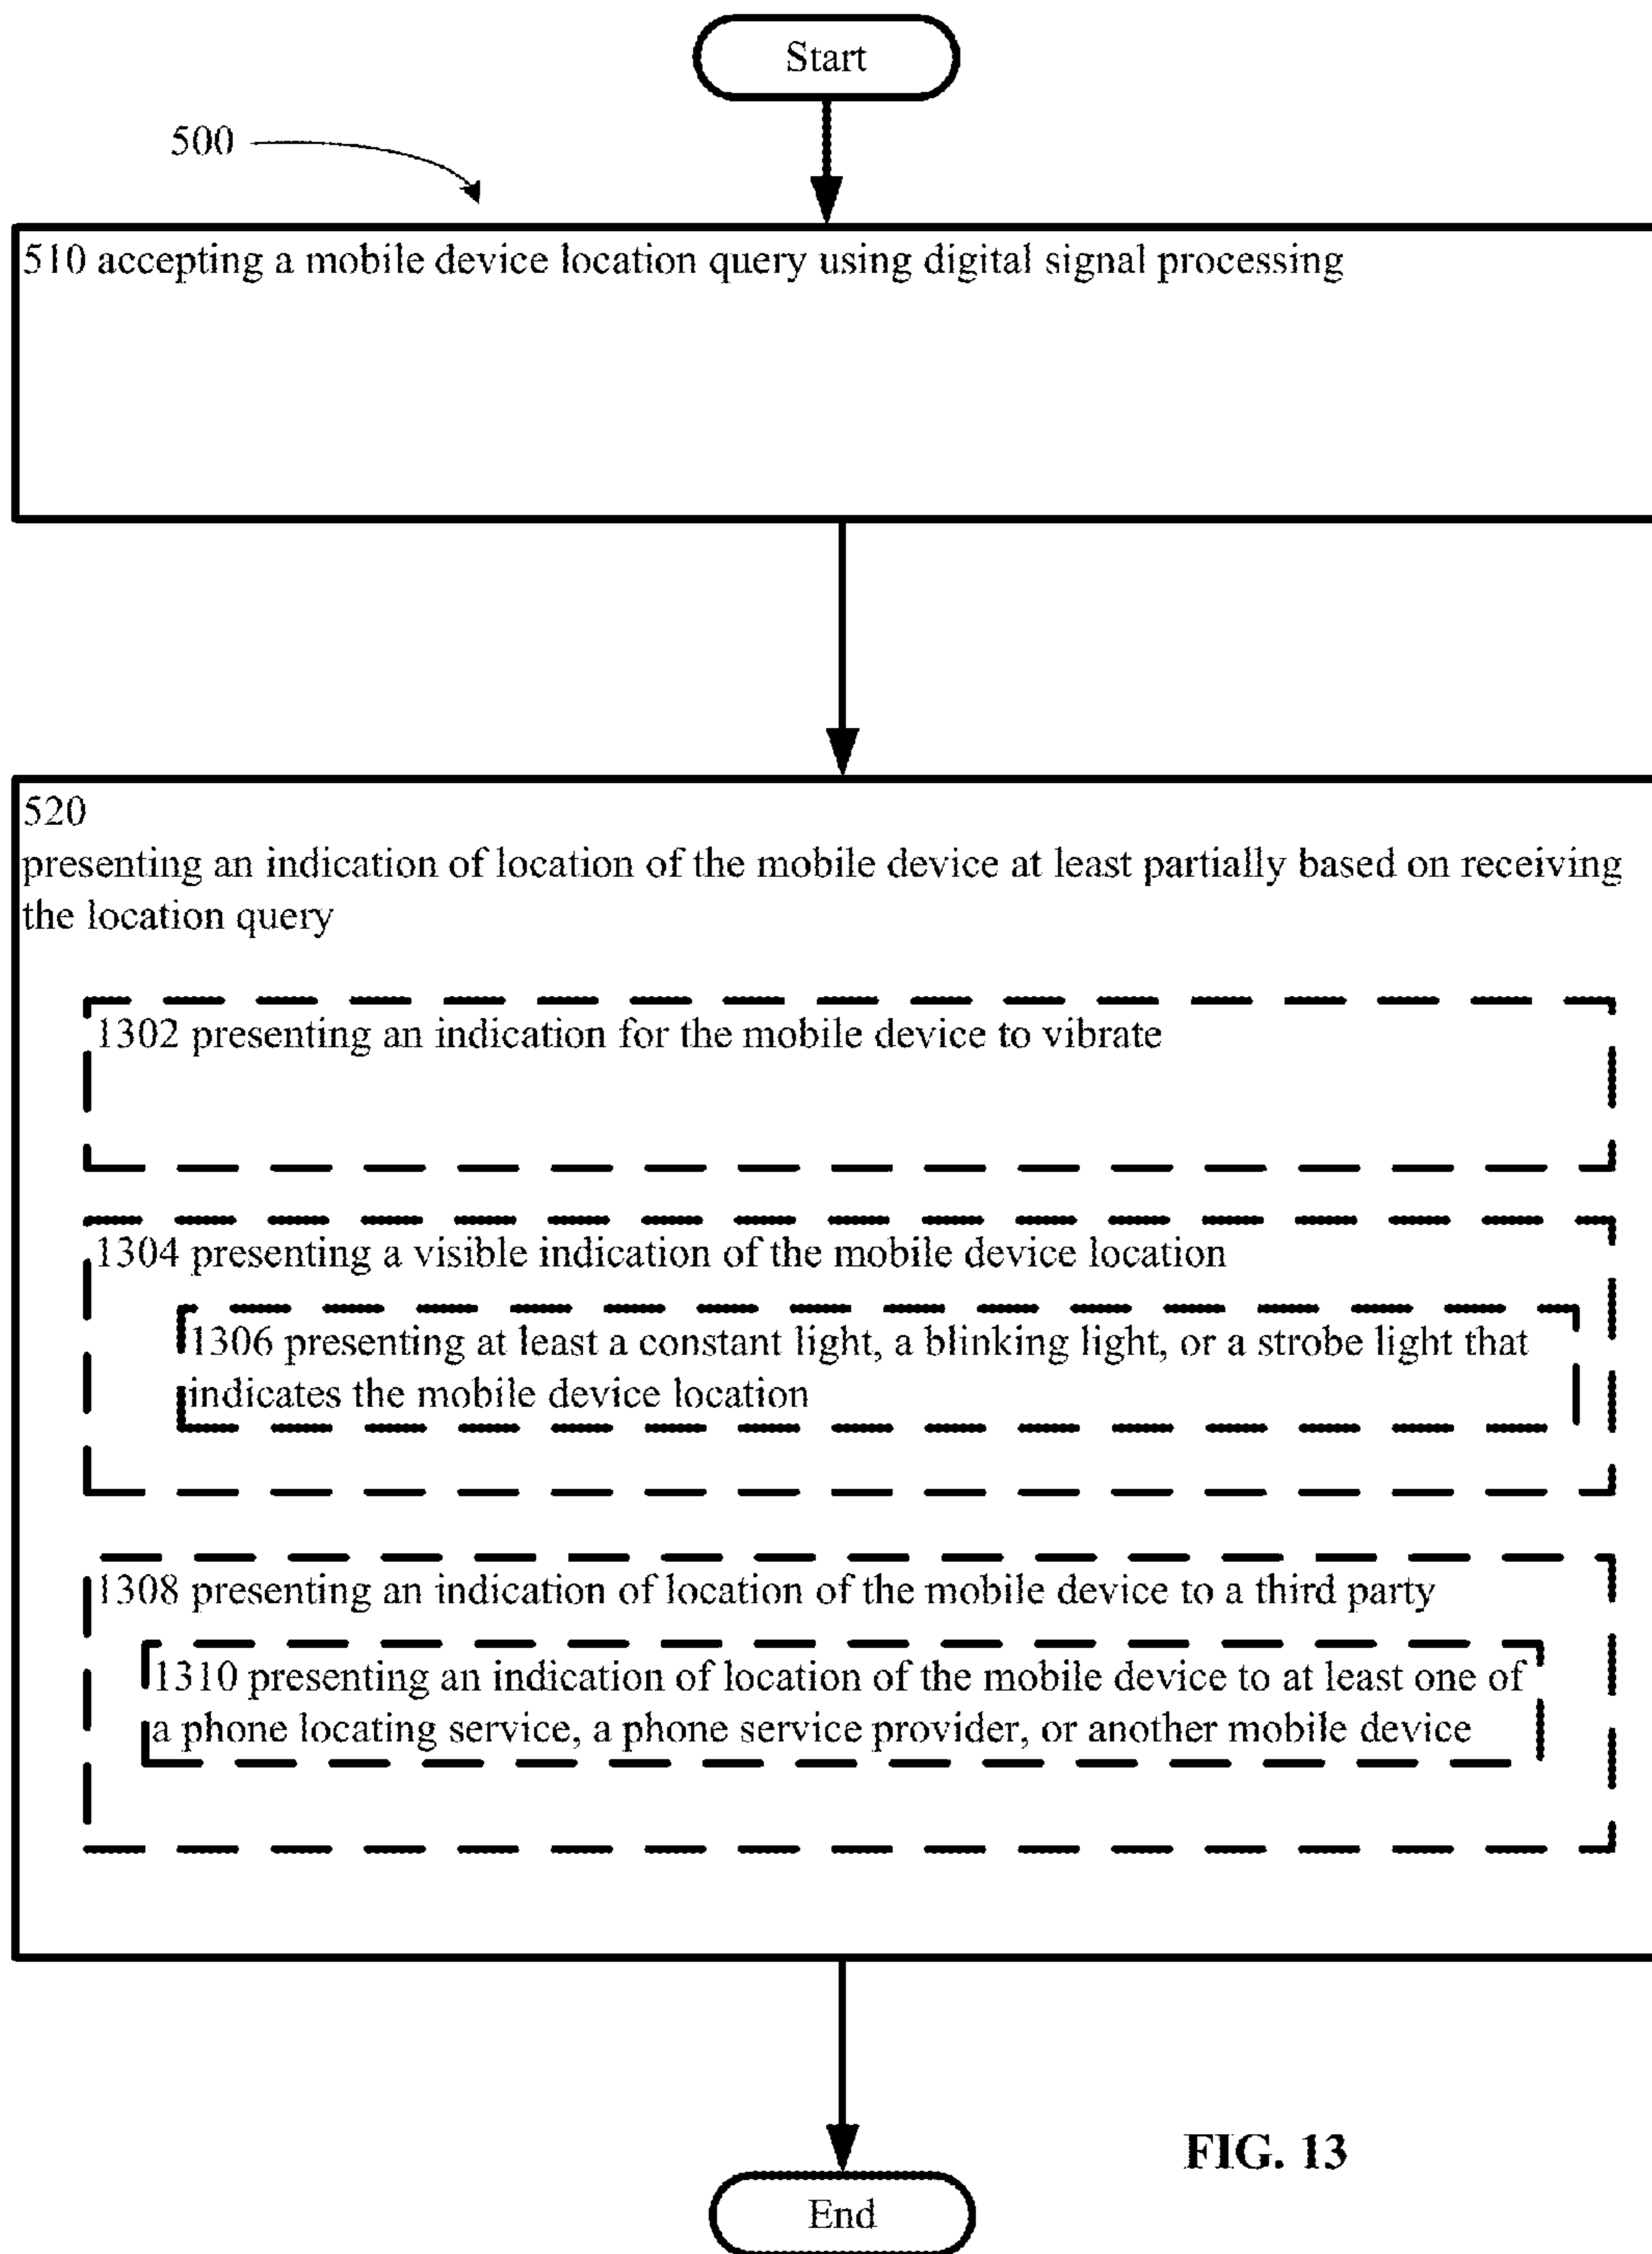 Start
500
510 accepting a mobile device location query using digital signal processing
520
presenting an indication of location of the mobile device at least partially based on receiving
the location query
1302 presenting an indication for the mobile device to vibrate
1304 presenting a visible indication of the mobile device location
1306 presenting at least a constant light, a blinking light, or a strobe light that
indicates the mobile device location
1308 presenting an indication of location of the mobile device to a third party
1310 presenting an indication of location of the mobile device to at least one of
a phone locating service, a phone service provider, or another mobile device
FIG. 13
End